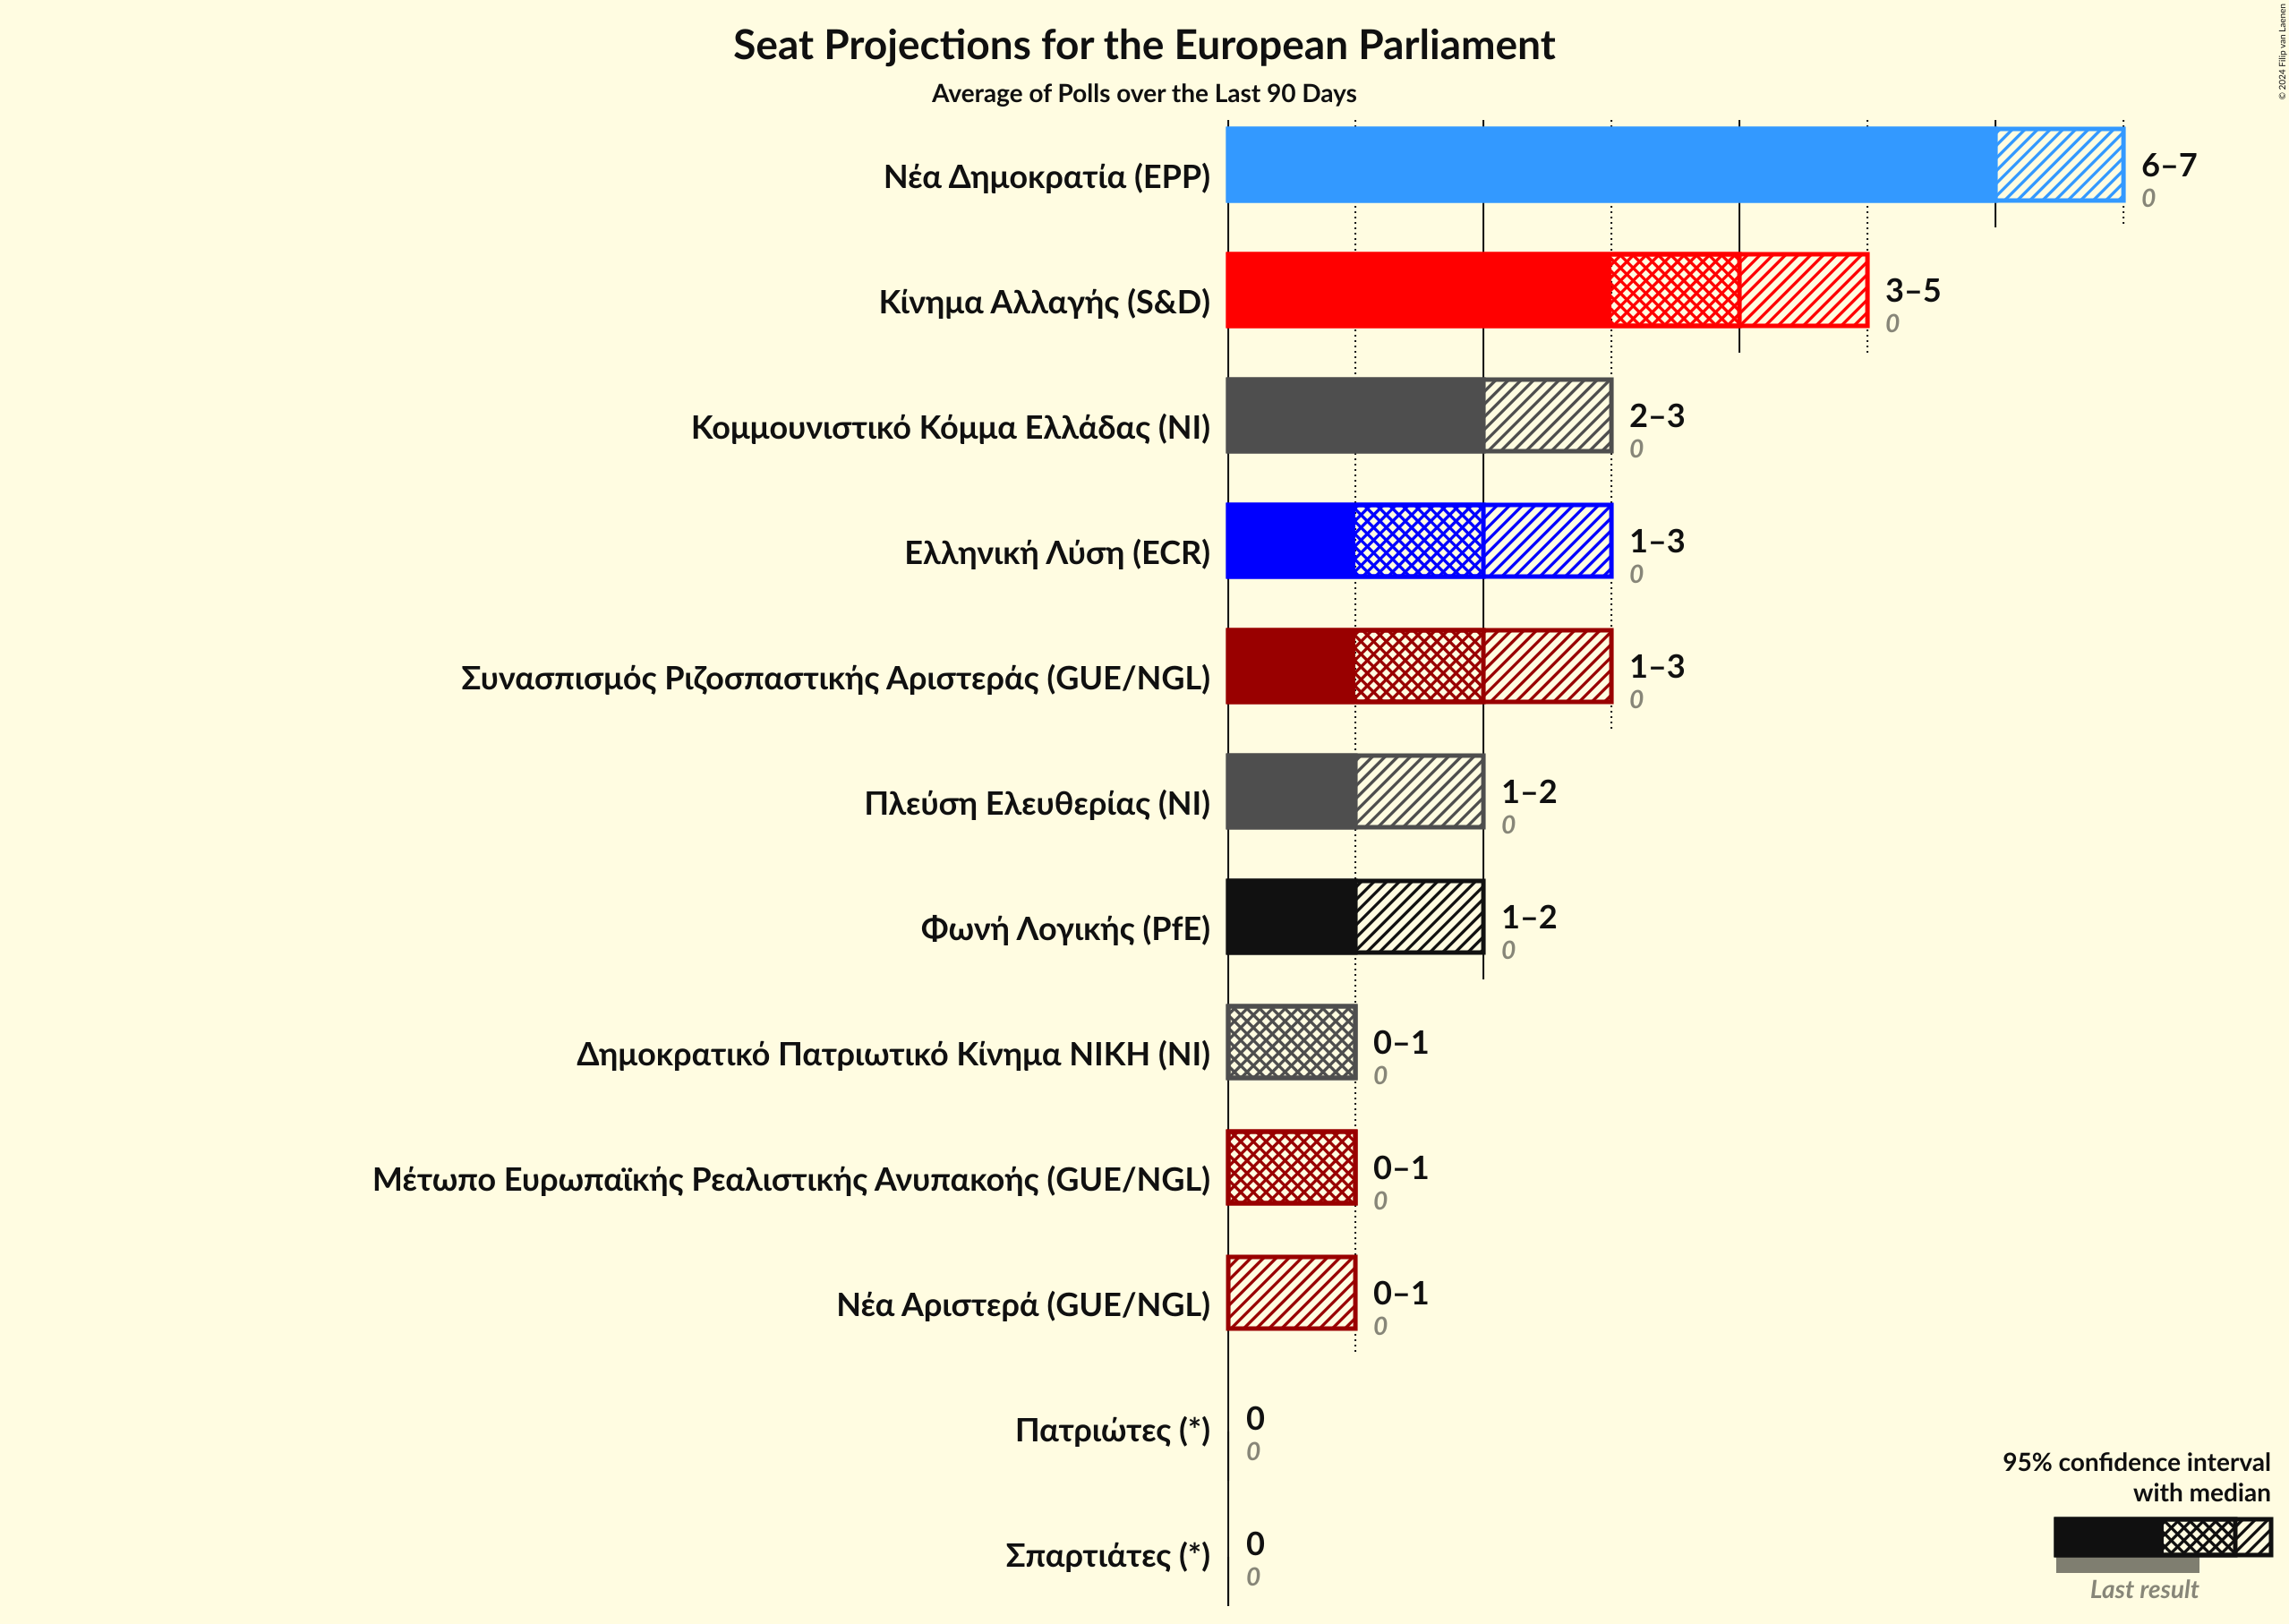 Seat Projections for the European Parliament
Average of Polls over the Last 90 Days
© 2024 Filip van Laenen
Νέα Δημοκρατία (EPP)
6–7
0
Κίνημα Αλλαγής (S&D)
3–5
0
Κομμουνιστικό Κόμμα Ελλάδας (NI)
2–3
0
Ελληνική Λύση (ECR)
1–3
0
Συνασπισμός Ριζοσπαστικής Αριστεράς (GUE/NGL)
1–3
0
Πλεύση Ελευθερίας (NI)
1–2
0
Φωνή Λογικής (PfE)
1–2
0
Δημοκρατικό Πατριωτικό Κίνημα ΝΙΚΗ (NI)
0–1
0
Μέτωπο Ευρωπαϊκής Ρεαλιστικής Ανυπακοής (GUE/NGL)
0–1
0
Νέα Αριστερά (GUE/NGL)
0–1
0
Πατριώτες (*)
0
0
Σπαρτιάτες (*)
0
0
95% confidence interval
with median
Last result